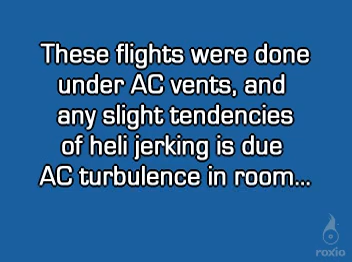 These flights were done
under AC vents, and
any slight tendencies
of heli jerking is due
AC turbulence in room...
roxio